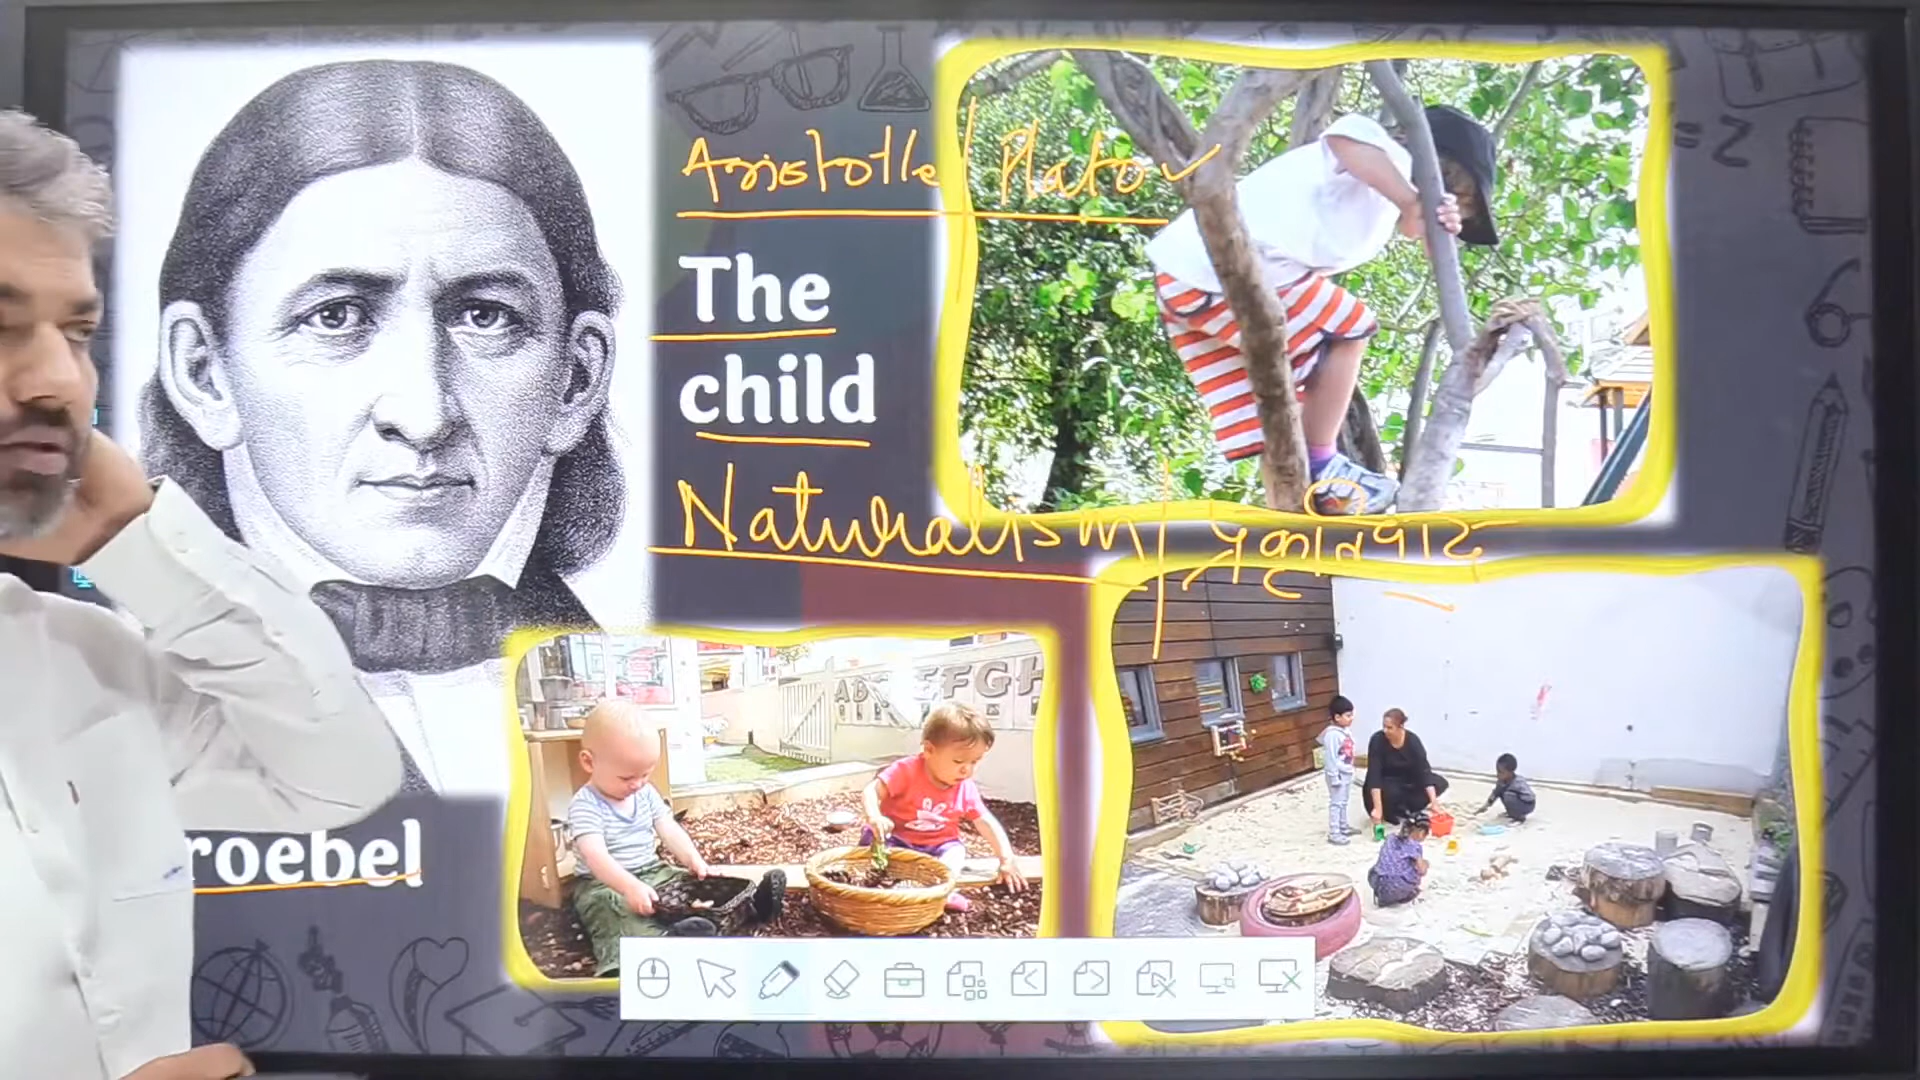 Aristotle / Plato
The
child
Naturalism / प्रकृतिवाद
roebel